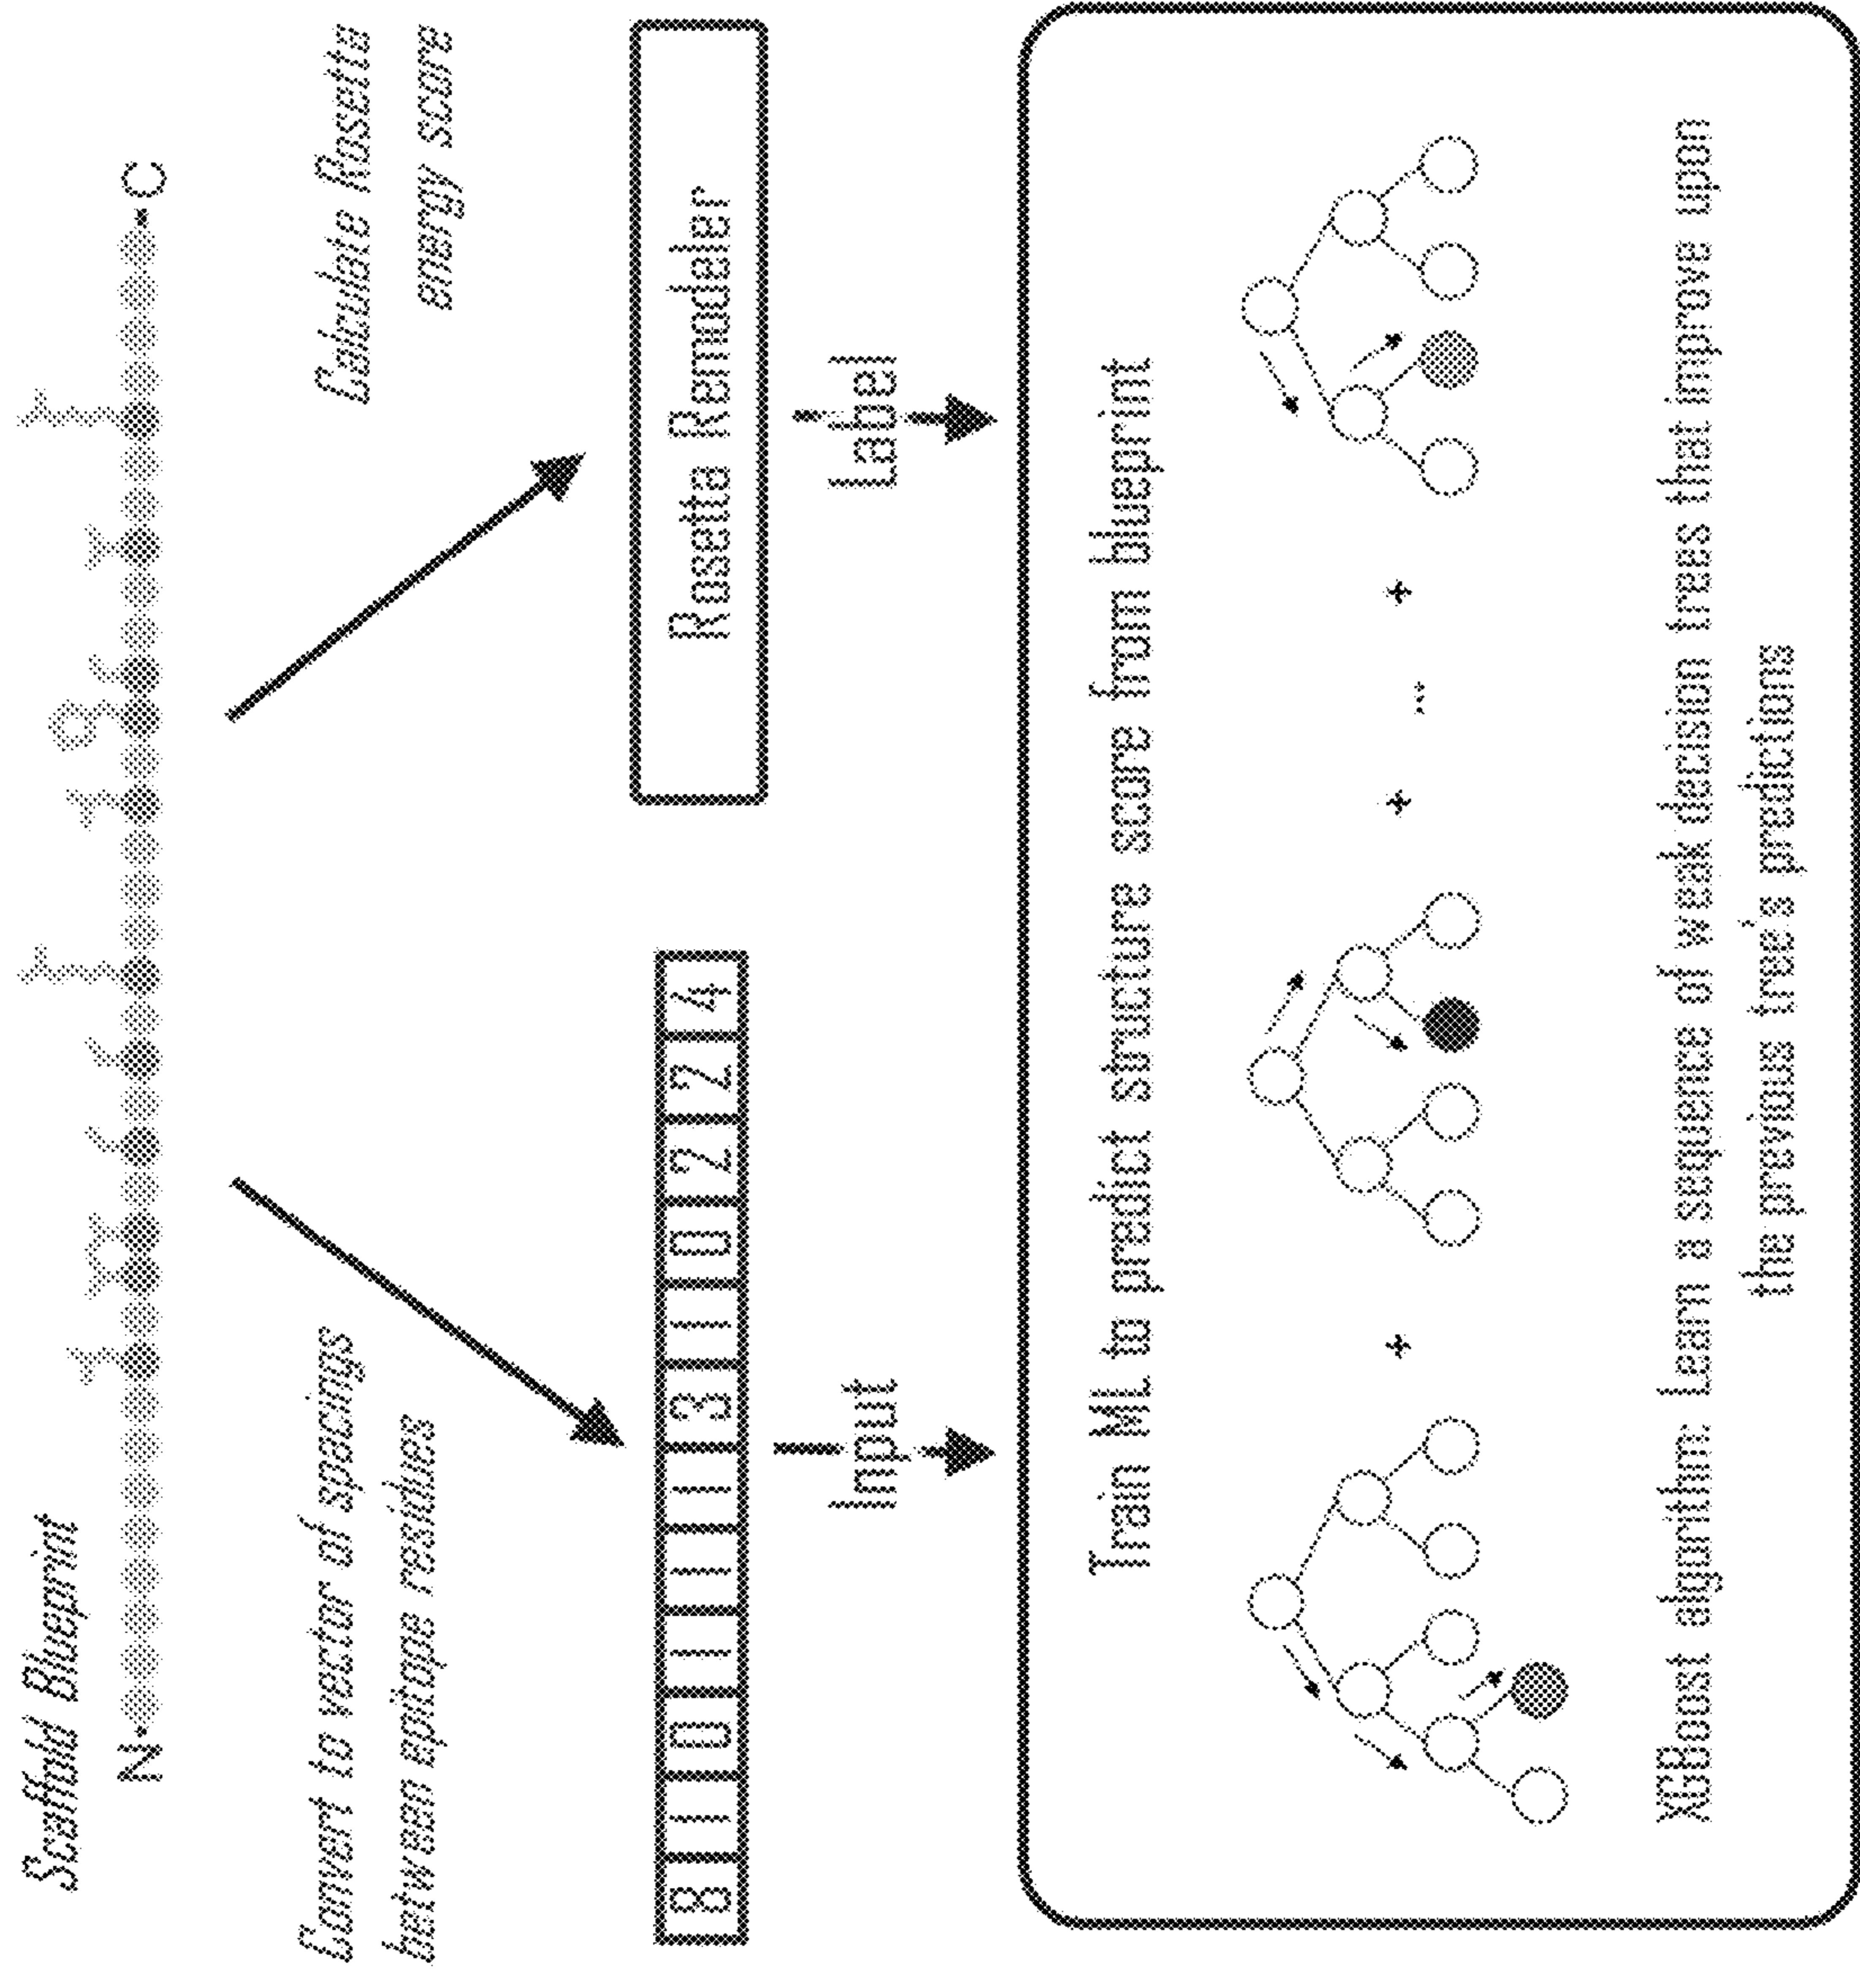 Scaffold Blueprint
N
C
Convert to vector of spacings
between epitope residues
Calculate Rosetta
energy score
8 1 0 1 1 1 3 1 0 2 2 4
Rosetta Remodeler
Input
Label
Train ML to predict structure score from blueprint
+ + ... +
XGBoost algorithm: Learn a sequence of weak decision trees that improve upon
the previous tree's predictions